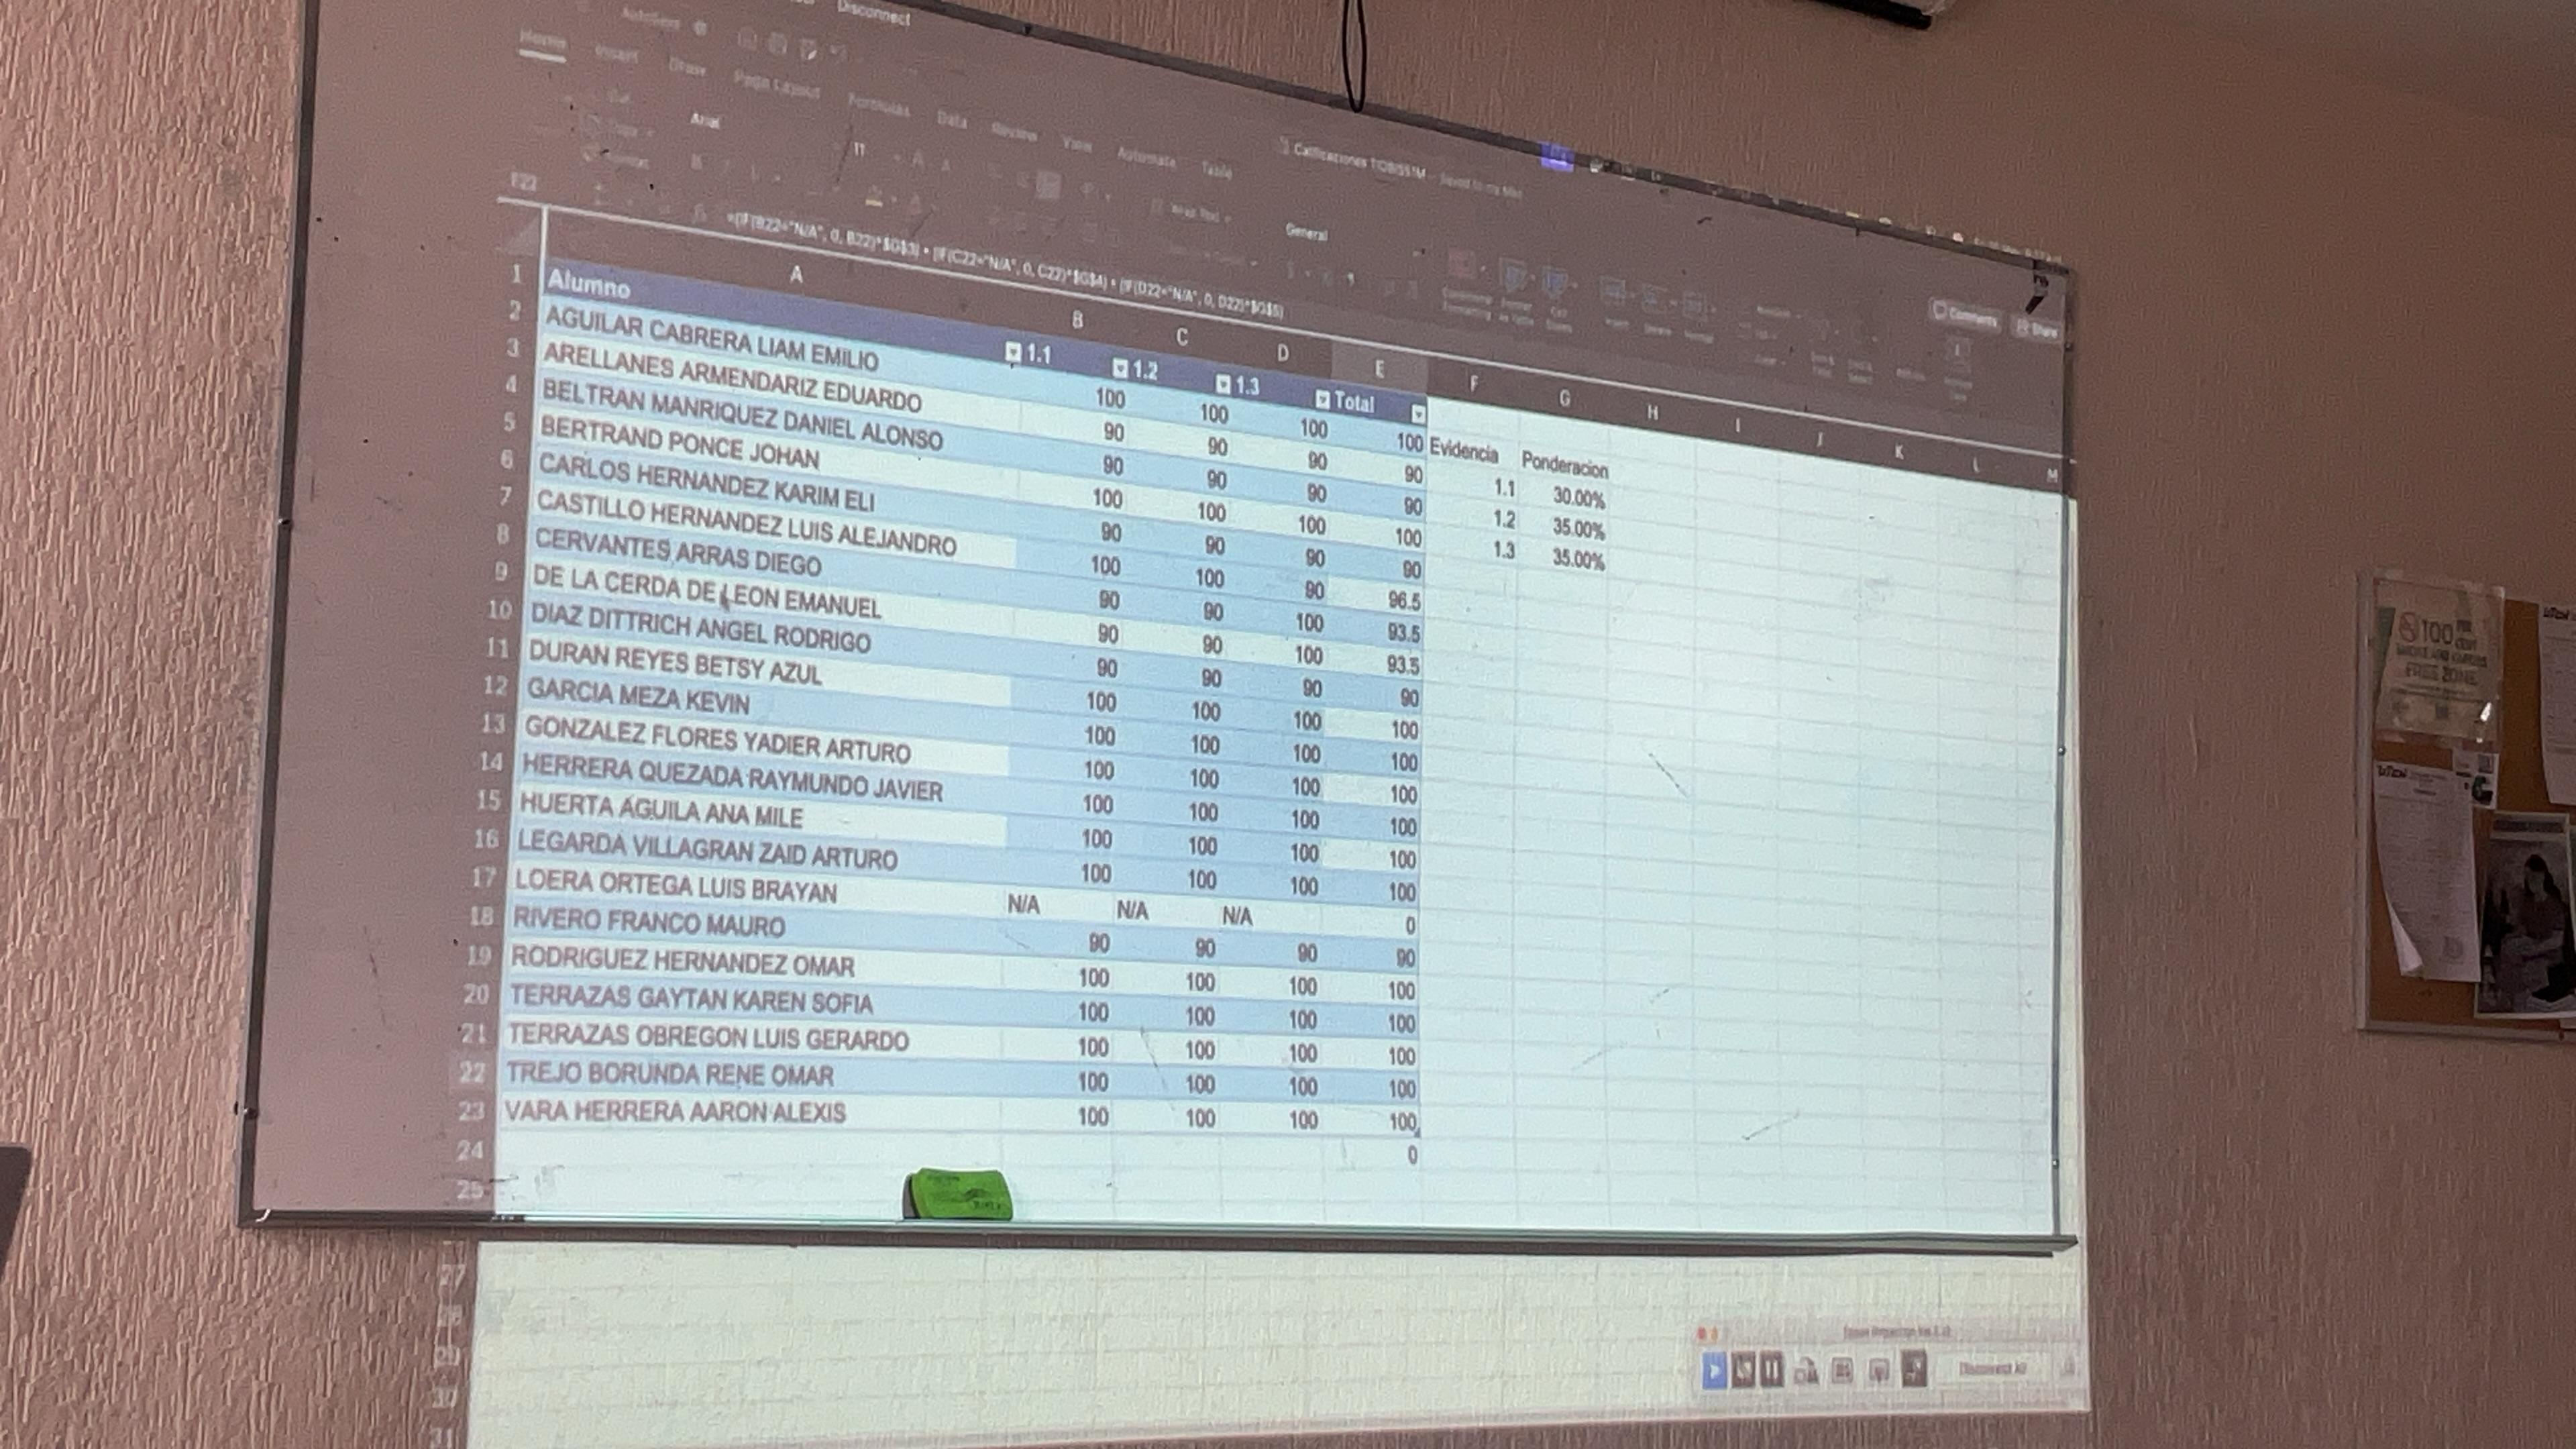 Disconnect
Home Insert Draw Page Layout Formulas Data Review View Automate Table
Arial 11 General
Comments Share
=(IF(B22="N/A", 0, B22)*$G$3) + (IF(C22="N/A", 0, C22)*$G$4) + (IF(D22="N/A", 0, D22)*$G$5)
A B C D E F G H I J K L M
1 Alumno 1.1 1.2 1.3 Total
2 AGUILAR CABRERA LIAM EMILIO 100 100 100 100 Evidencia Ponderacion
3 ARELLANES ARMENDARIZ EDUARDO 90 90 90 90 1.1 30.00%
4 BELTRAN MANRIQUEZ DANIEL ALONSO 90 90 90 90 1.2 35.00%
5 BERTRAND PONCE JOHAN 100 100 100 100 1.3 35.00%
6 CARLOS HERNANDEZ KARIM ELI 90 90 90 90
7 CASTILLO HERNANDEZ LUIS ALEJANDRO 100 100 90 96.5
8 CERVANTES ARRAS DIEGO 90 90 100 93.5
9 DE LA CERDA DE LEON EMANUEL 90 90 100 93.5
10 DIAZ DITTRICH ANGEL RODRIGO 90 90 90 90
11 DURAN REYES BETSY AZUL 100 100 100 100
12 GARCIA MEZA KEVIN 100 100 100 100
13 GONZALEZ FLORES YADIER ARTURO 100 100 100 100
14 HERRERA QUEZADA RAYMUNDO JAVIER 100 100 100 100
15 HUERTA AGUILA ANA MILE 100 100 100 100
16 LEGARDA VILLAGRAN ZAID ARTURO 100 100 100 100
17 LOERA ORTEGA LUIS BRAYAN N/A N/A N/A 0
18 RIVERO FRANCO MAURO 90 90 90 90
19 RODRIGUEZ HERNANDEZ OMAR 100 100 100 100
20 TERRAZAS GAYTAN KAREN SOFIA 100 100 100 100
21 TERRAZAS OBREGON LUIS GERARDO 100 100 100 100
22 TREJO BORUNDA RENE OMAR 100 100 100 100
23 VARA HERRERA AARON ALEXIS 100 100 100 100
24 0
25
27
28
29
30
31
100
FREE ZONE